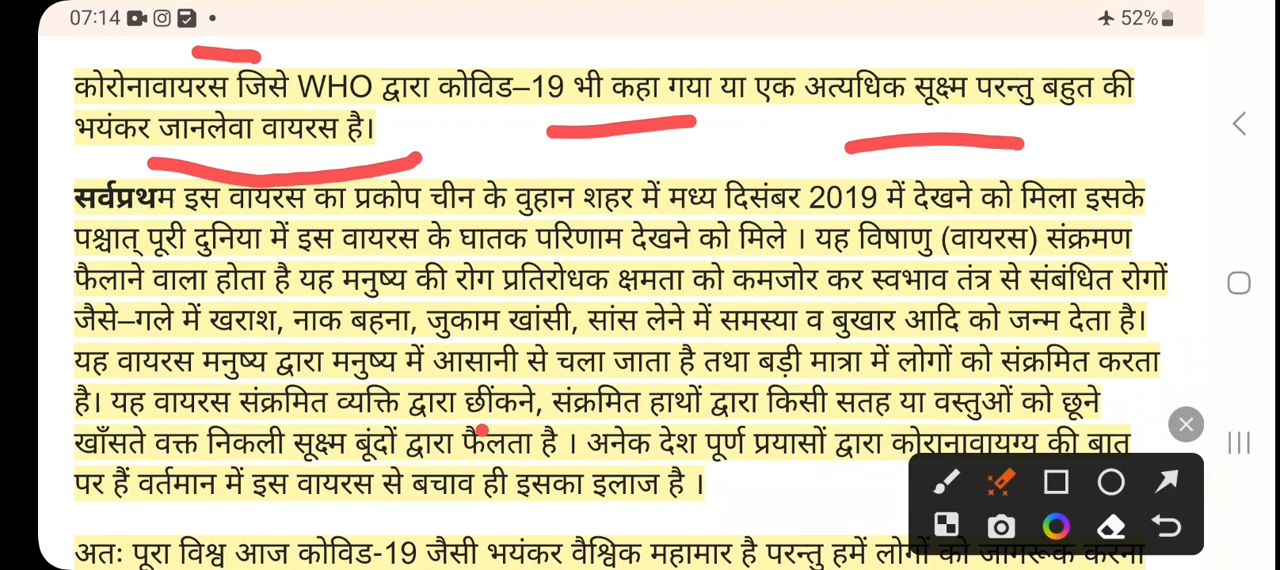 07:14
52%
कोरोनावायरस जिसे WHO द्वारा कोविड–19 भी कहा गया या एक अत्यधिक सूक्ष्म परन्तु बहुत की
भयंकर जानलेवा वायरस है।
सर्वप्रथम इस वायरस का प्रकोप चीन के वुहान शहर में मध्य दिसंबर 2019 में देखने को मिला इसके
पश्चात् पूरी दुनिया में इस वायरस के घातक परिणाम देखने को मिले । यह विषाणु (वायरस) संक्रमण
फैलाने वाला होता है यह मनुष्य की रोग प्रतिरोधक क्षमता को कमजोर कर स्वभाव तंत्र से संबंधित रोगों
जैसे–गले में खराश, नाक बहना, जुकाम खांसी, सांस लेने में समस्या व बुखार आदि को जन्म देता है।
यह वायरस मनुष्य द्वारा मनुष्य में आसानी से चला जाता है तथा बड़ी मात्रा में लोगों को संक्रमित करता
है। यह वायरस संक्रमित व्यक्ति द्वारा छींकने, संक्रमित हाथों द्वारा किसी सतह या वस्तुओं को छूने
खाँसते वक्त निकली सूक्ष्म बूंदों द्वारा फैलता है । अनेक देश पूर्ण प्रयासों द्वारा कोरानावायग्य की बात
पर हैं वर्तमान में इस वायरस से बचाव ही इसका इलाज है ।
अतः पूरा विश्व आज कोविड-19 जैसी भयंकर वैश्विक महामार है परन्तु हमें लोगों को जागरूक करना